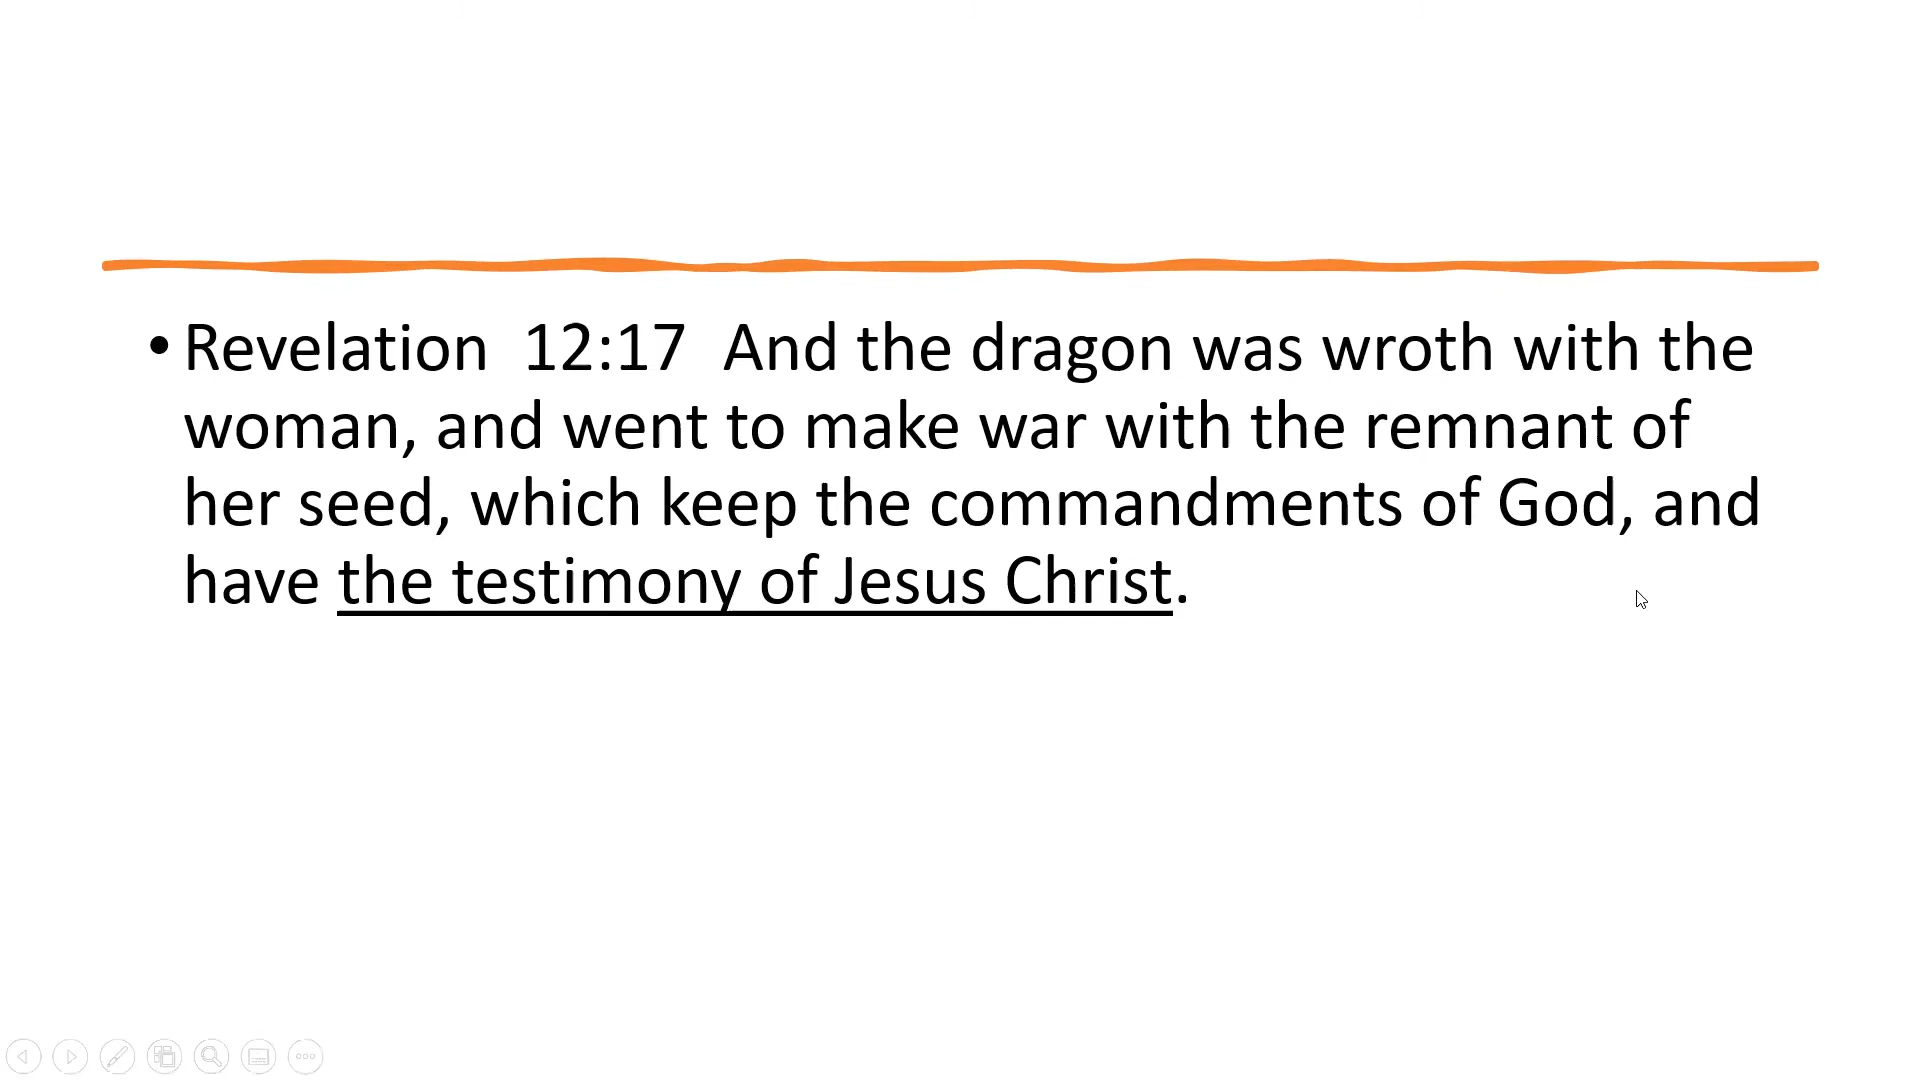 • Revelation  12:17  And the dragon was wroth with the
woman, and went to make war with the remnant of
her seed, which keep the commandments of God, and
have the testimony of Jesus Christ.